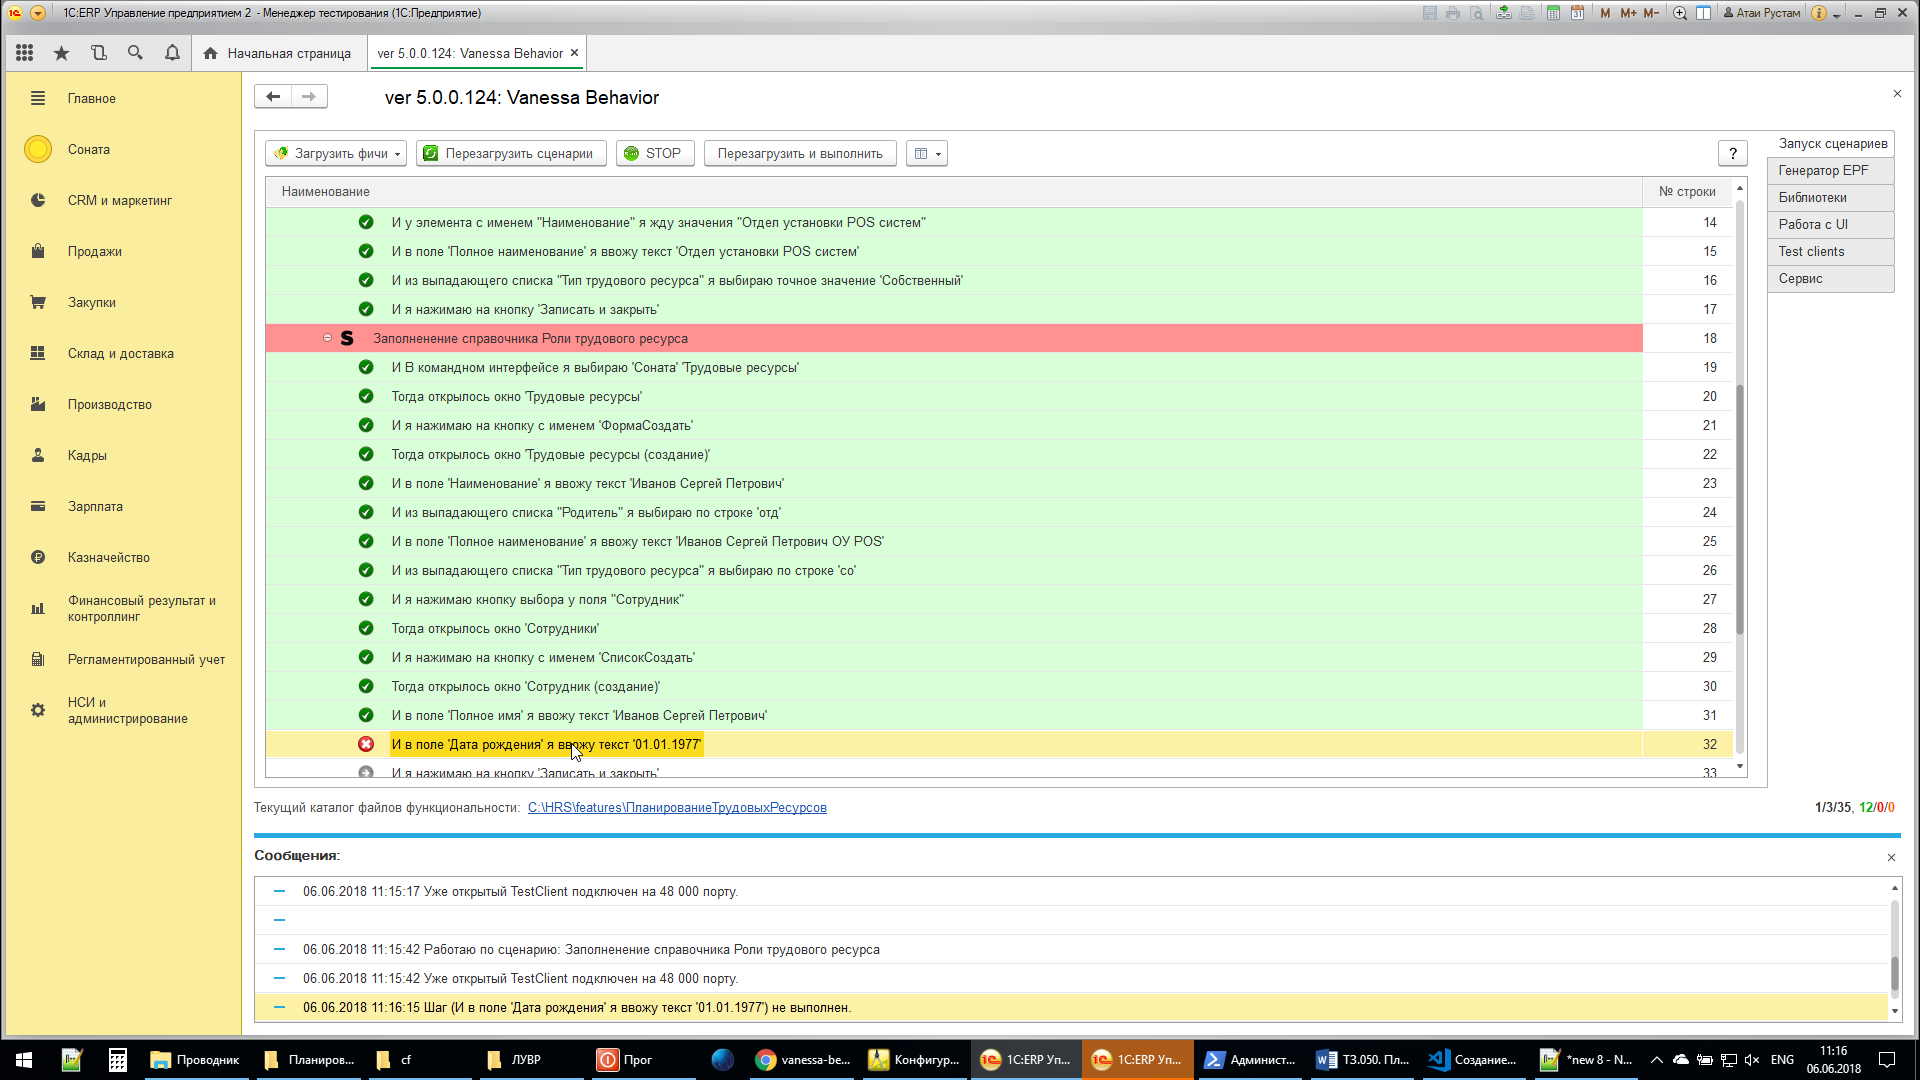 1С:ERP Управление предприятием 2 - Менеджер тестирования (1С:Предприятие)
M M+ M- Атаи Рустам
Начальная страница
ver 5.0.0.124: Vanessa Behavior
Главное
Соната
CRM и маркетинг
Продажи
Закупки
Склад и доставка
Производство
Кадры
Зарплата
Казначейство
Финансовый результат и
контроллинг
Регламентированный учет
НСИ и
администрирование
ver 5.0.0.124: Vanessa Behavior
Загрузить фичи
Перезагрузить сценарии
STOP
Перезагрузить и выполнить
?
Запуск сценариев
Генератор EPF
Библиотеки
Работа с UI
Test clients
Сервис
Наименование № строки
И у элемента с именем "Наименование" я жду значения "Отдел установки POS систем" 14
И в поле 'Полное наименование' я ввожу текст 'Отдел установки POS систем' 15
И из выпадающего списка "Тип трудового ресурса" я выбираю точное значение 'Собственный' 16
И я нажимаю на кнопку 'Записать и закрыть' 17
S Заполненение справочника Роли трудового ресурса 18
И В командном интерфейсе я выбираю 'Соната' 'Трудовые ресурсы' 19
Тогда открылось окно 'Трудовые ресурсы' 20
И я нажимаю на кнопку с именем 'ФормаСоздать' 21
Тогда открылось окно 'Трудовые ресурсы (создание)' 22
И в поле 'Наименование' я ввожу текст 'Иванов Сергей Петрович' 23
И из выпадающего списка "Родитель" я выбираю по строке 'отд' 24
И в поле 'Полное наименование' я ввожу текст 'Иванов Сергей Петрович ОУ POS' 25
И из выпадающего списка "Тип трудового ресурса" я выбираю по строке 'со' 26
И я нажимаю кнопку выбора у поля "Сотрудник" 27
Тогда открылось окно 'Сотрудники' 28
И я нажимаю на кнопку с именем 'СписокСоздать' 29
Тогда открылось окно 'Сотрудник (создание)' 30
И в поле 'Полное имя' я ввожу текст 'Иванов Сергей Петрович' 31
И в поле 'Дата рождения' я ввожу текст '01.01.1977' 32
И я нажимаю на кнопку 'Записать и закрыть' 33
Текущий каталог файлов функциональности: C:\HRS\features\ПланированиеТрудовыхРесурсов
1/3/35, 12/0/0
Сообщения:
06.06.2018 11:15:17 Уже открытый TestClient подключен на 48 000 порту.
06.06.2018 11:15:42 Работаю по сценарию: Заполненение справочника Роли трудового ресурса
06.06.2018 11:15:42 Уже открытый TestClient подключен на 48 000 порту.
06.06.2018 11:16:15 Шаг (И в поле 'Дата рождения' я ввожу текст '01.01.1977') не выполнен.
Проводник
Планиров...
cf
ЛУВР
Прог
vanessa-be...
Конфигур...
1С:ERP Уп...
1С:ERP Уп...
Админист...
ТЗ.050. Пл...
Создание...
*new 8 - N...
ENG
11:16
06.06.2018